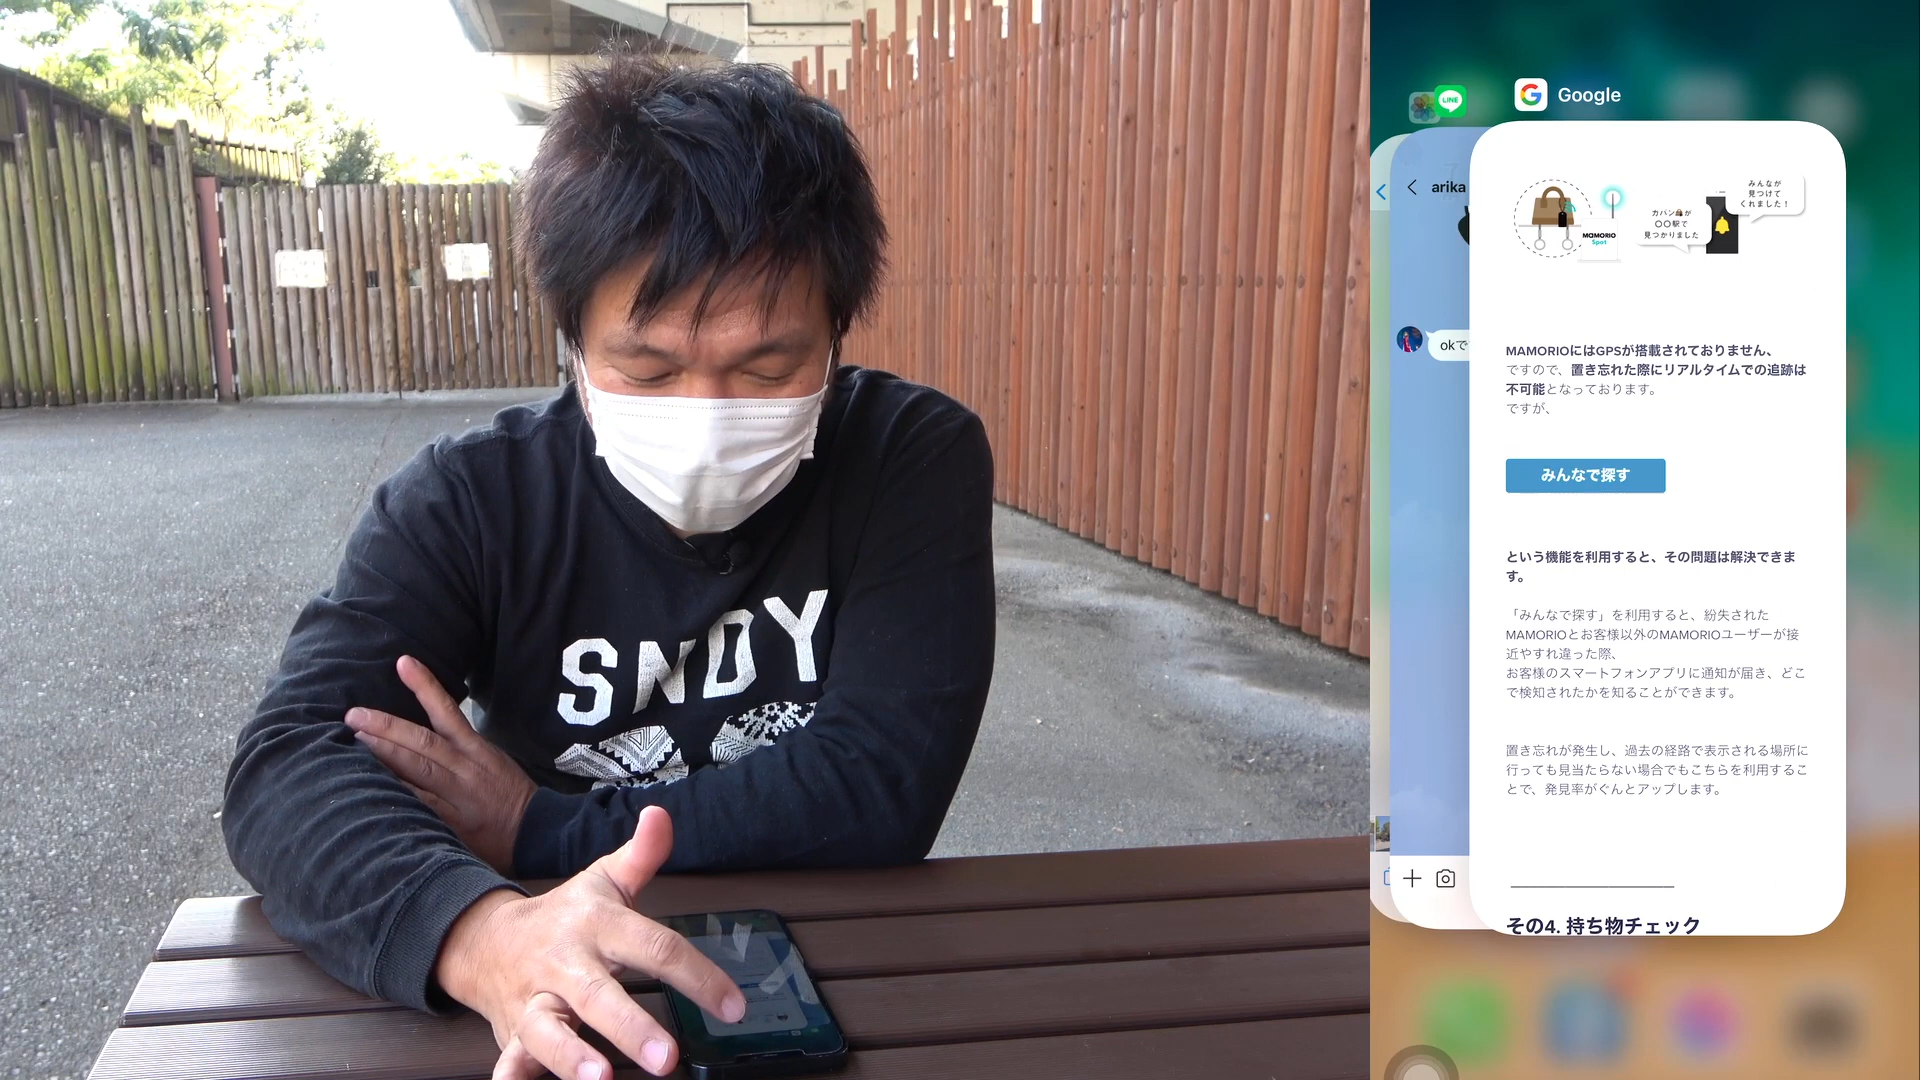 SNDY
LINE
Google
arika
okで
MAMORIO
Spot
カバン👜が
〇〇駅で
見つかりました
みんなが
見つけて
くれました！
MAMORIOにはGPSが搭載されておりません、
ですので、置き忘れた際にリアルタイムでの追跡は
不可能となっております。
ですが、
みんなで探す
という機能を利用すると、その問題は解決できま
す。
「みんなで探す」を利用すると、紛失された
MAMORIOとお客様以外のMAMORIOユーザーが接
近やすれ違った際、
お客様のスマートフォンアプリに通知が届き、どこ
で検知されたかを知ることができます。
置き忘れが発生し、過去の経路で表示される場所に
行っても見当たらない場合でもこちらを利用するこ
とで、発見率がぐんとアップします。
その4. 持ち物チェック